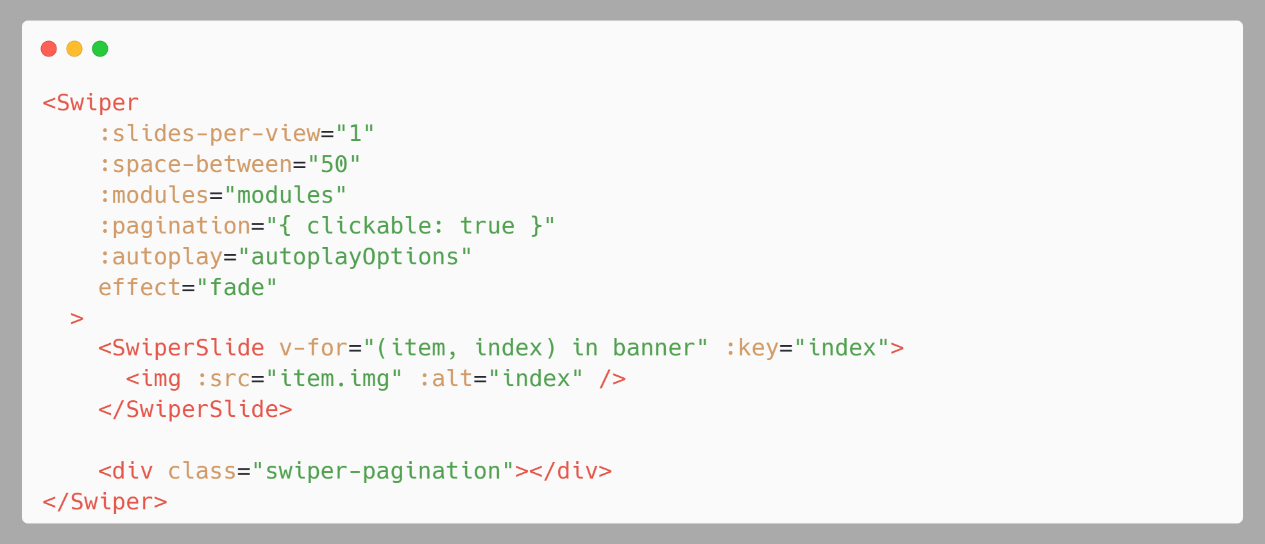 <Swiper
    :slides-per-view="1"
    :space-between="50"
    :modules="modules"
    :pagination="{ clickable: true }"
    :autoplay="autoplayOptions"
    effect="fade"
  >
    <SwiperSlide v-for="(item, index) in banner" :key="index">
      <img :src="item.img" :alt="index" />
    </SwiperSlide>

    <div class="swiper-pagination"></div>
</Swiper>